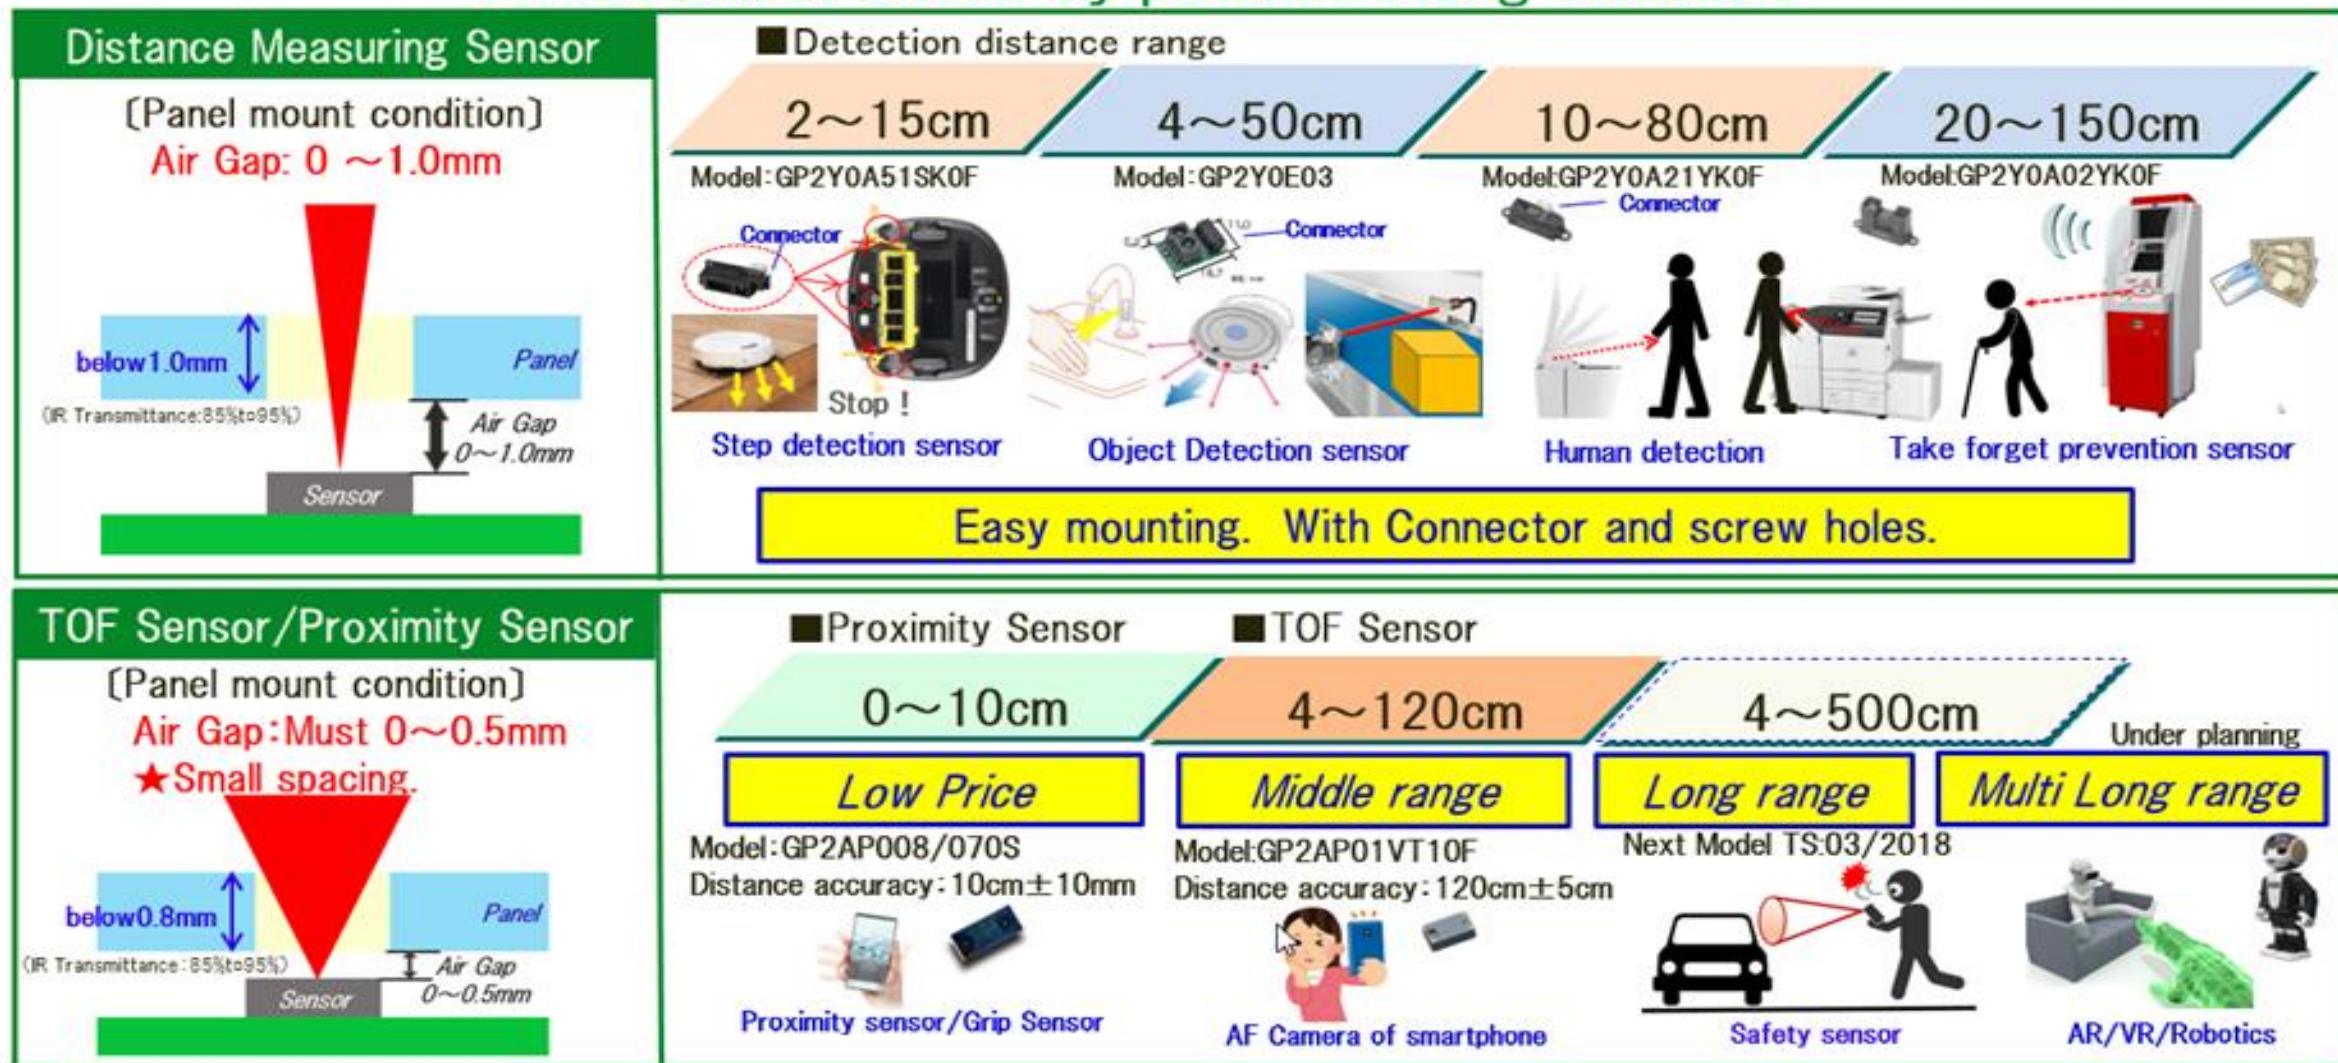 Distance Measuring Sensor
〔Panel mount condition〕
Air Gap: 0 ～1.0mm
below1.0mm
Panel
(IR Transmittance:85%to95%)
Air Gap
0～1.0mm
Sensor
■Detection distance range
2～15cm
4～50cm
10～80cm
20～150cm
Model:GP2Y0A51SK0F
Model:GP2Y0E03
Model:GP2Y0A21YK0F
Model:GP2Y0A02YK0F
Connector
Connector
Connector
Stop !
Step detection sensor
Object Detection sensor
Human detection
Take forget prevention sensor
Easy mounting. With Connector and screw holes.
TOF Sensor/Proximity Sensor
〔Panel mount condition〕
Air Gap:Must 0～0.5mm
★Small spacing.
below0.8mm
Panel
(IR Transmittance:85%to95%)
Air Gap
0～0.5mm
Sensor
■Proximity Sensor
■TOF Sensor
0～10cm
4～120cm
4～500cm
Under planning
Low Price
Middle range
Long range
Multi Long range
Model:GP2AP008/070S
Distance accuracy:10cm±10mm
Model:GP2AP01VT10F
Distance accuracy:120cm±5cm
Next Model TS:03/2018
Proximity sensor/Grip Sensor
AF Camera of smartphone
Safety sensor
AR/VR/Robotics